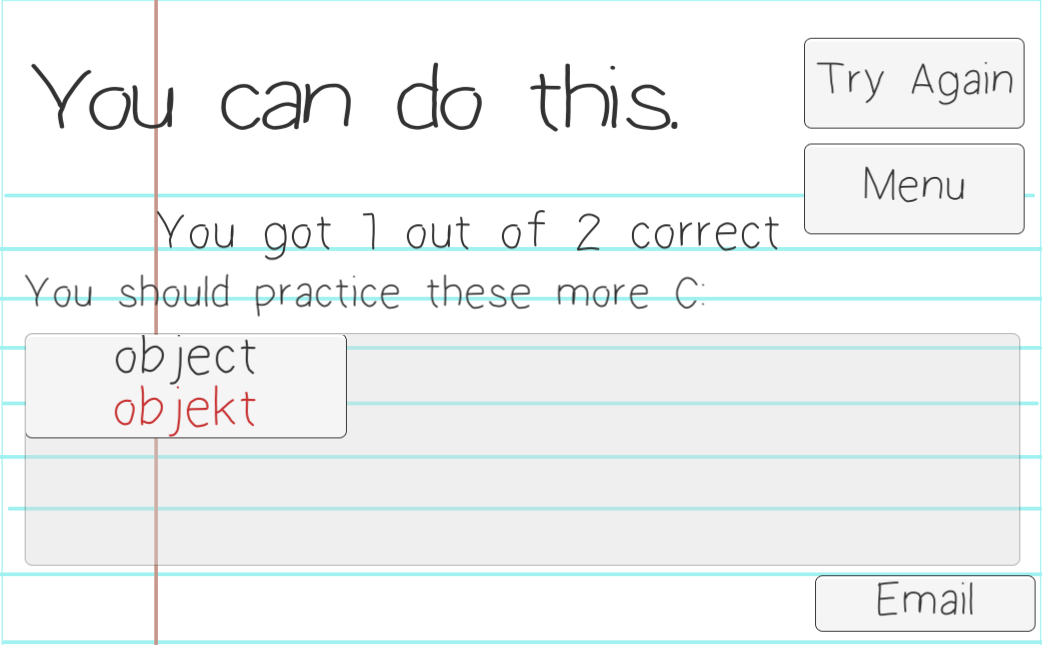 You can do this.
Try Again
Menu
You got 1 out of 2 correct
You should practice these more C:
object
objekt
Email